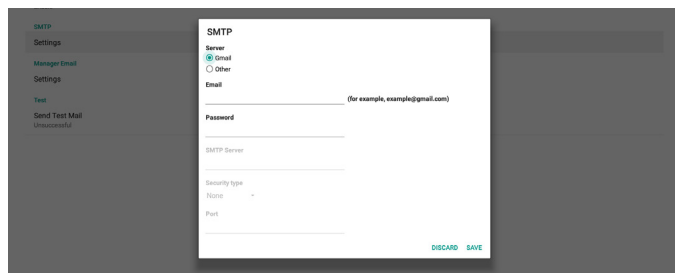 SMTP
Settings
Manager Email
Settings
Test
Send Test Mail
Unsuccessful
SMTP
Server
Gmail
Other
Email
(for example, example@gmail.com)
Password
SMTP Server
Security type
None
Port
DISCARD SAVE